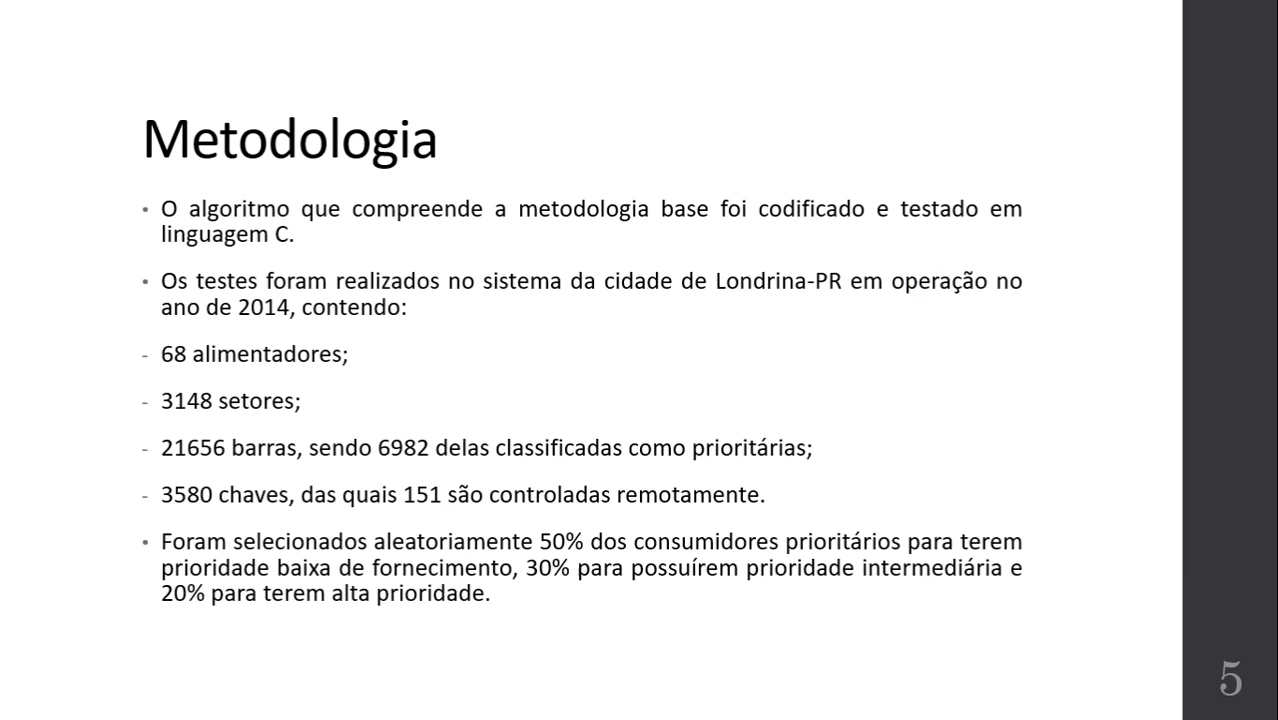 Metodologia
• O algoritmo que compreende a metodologia base foi codificado e testado em
linguagem C.
• Os testes foram realizados no sistema da cidade de Londrina-PR em operação no
ano de 2014, contendo:
- 68 alimentadores;
- 3148 setores;
- 21656 barras, sendo 6982 delas classificadas como prioritárias;
- 3580 chaves, das quais 151 são controladas remotamente.
• Foram selecionados aleatoriamente 50% dos consumidores prioritários para terem
prioridade baixa de fornecimento, 30% para possuírem prioridade intermediária e
20% para terem alta prioridade.
5